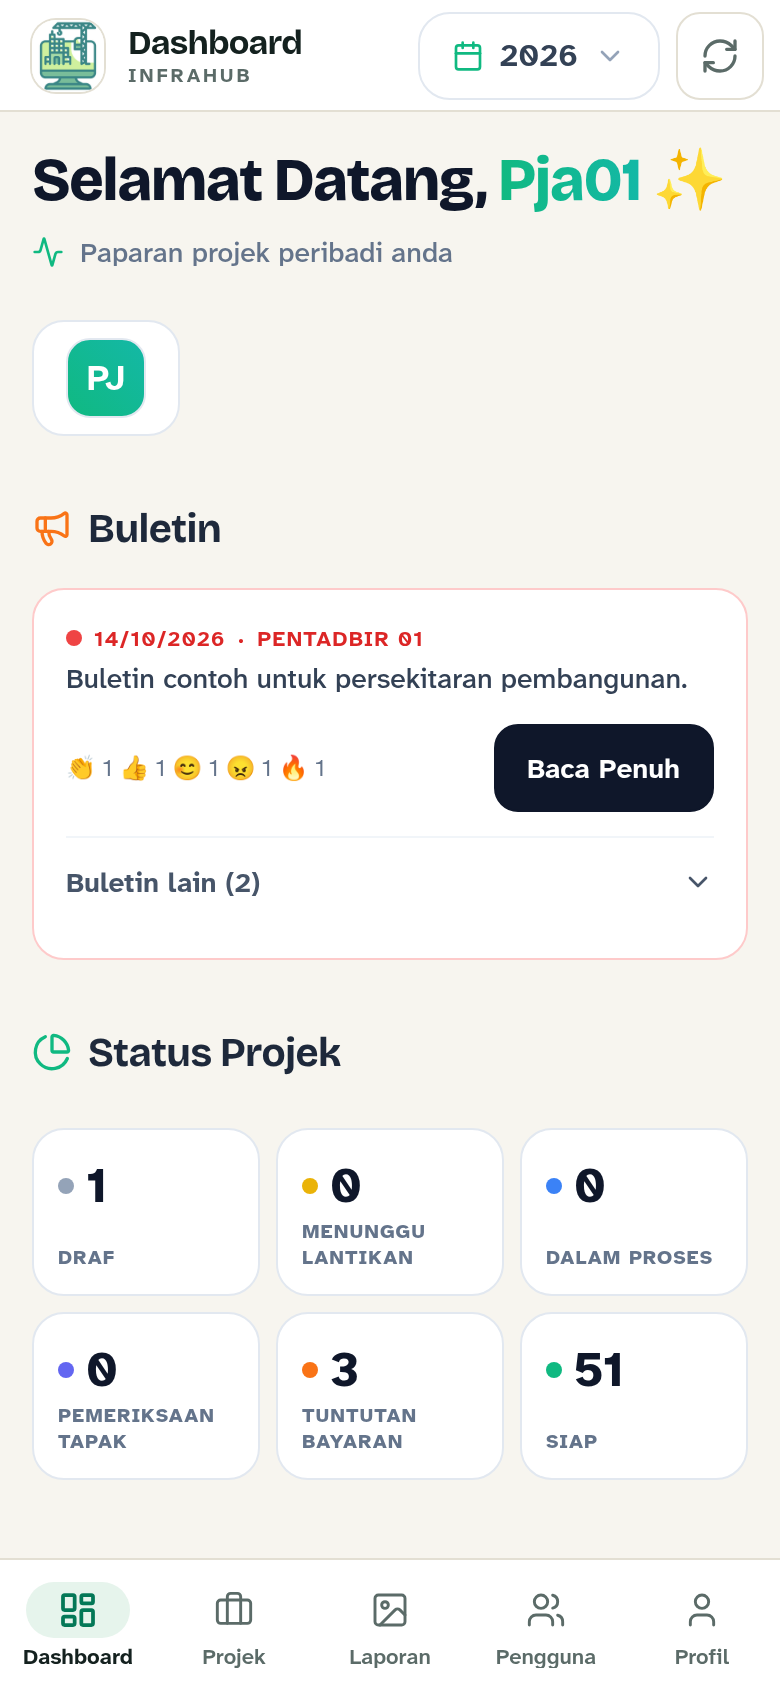 Dashboard
INFRAHUB
2026
Selamat Datang, Pja01 ✨
Paparan projek peribadi anda
PJ
Buletin
14/10/2026 · PENTADBIR 01
Buletin contoh untuk persekitaran pembangunan.
👏 1 👍 1 😊 1 😠 1 🔥 1
Baca Penuh
Buletin lain (2)
Status Projek
1
DRAF
0
MENUNGGU
LANTIKAN
0
DALAM PROSES
0
PEMERIKSAAN
TAPAK
3
TUNTUTAN
BAYARAN
51
SIAP
Dashboard
Projek
Laporan
Pengguna
Profil